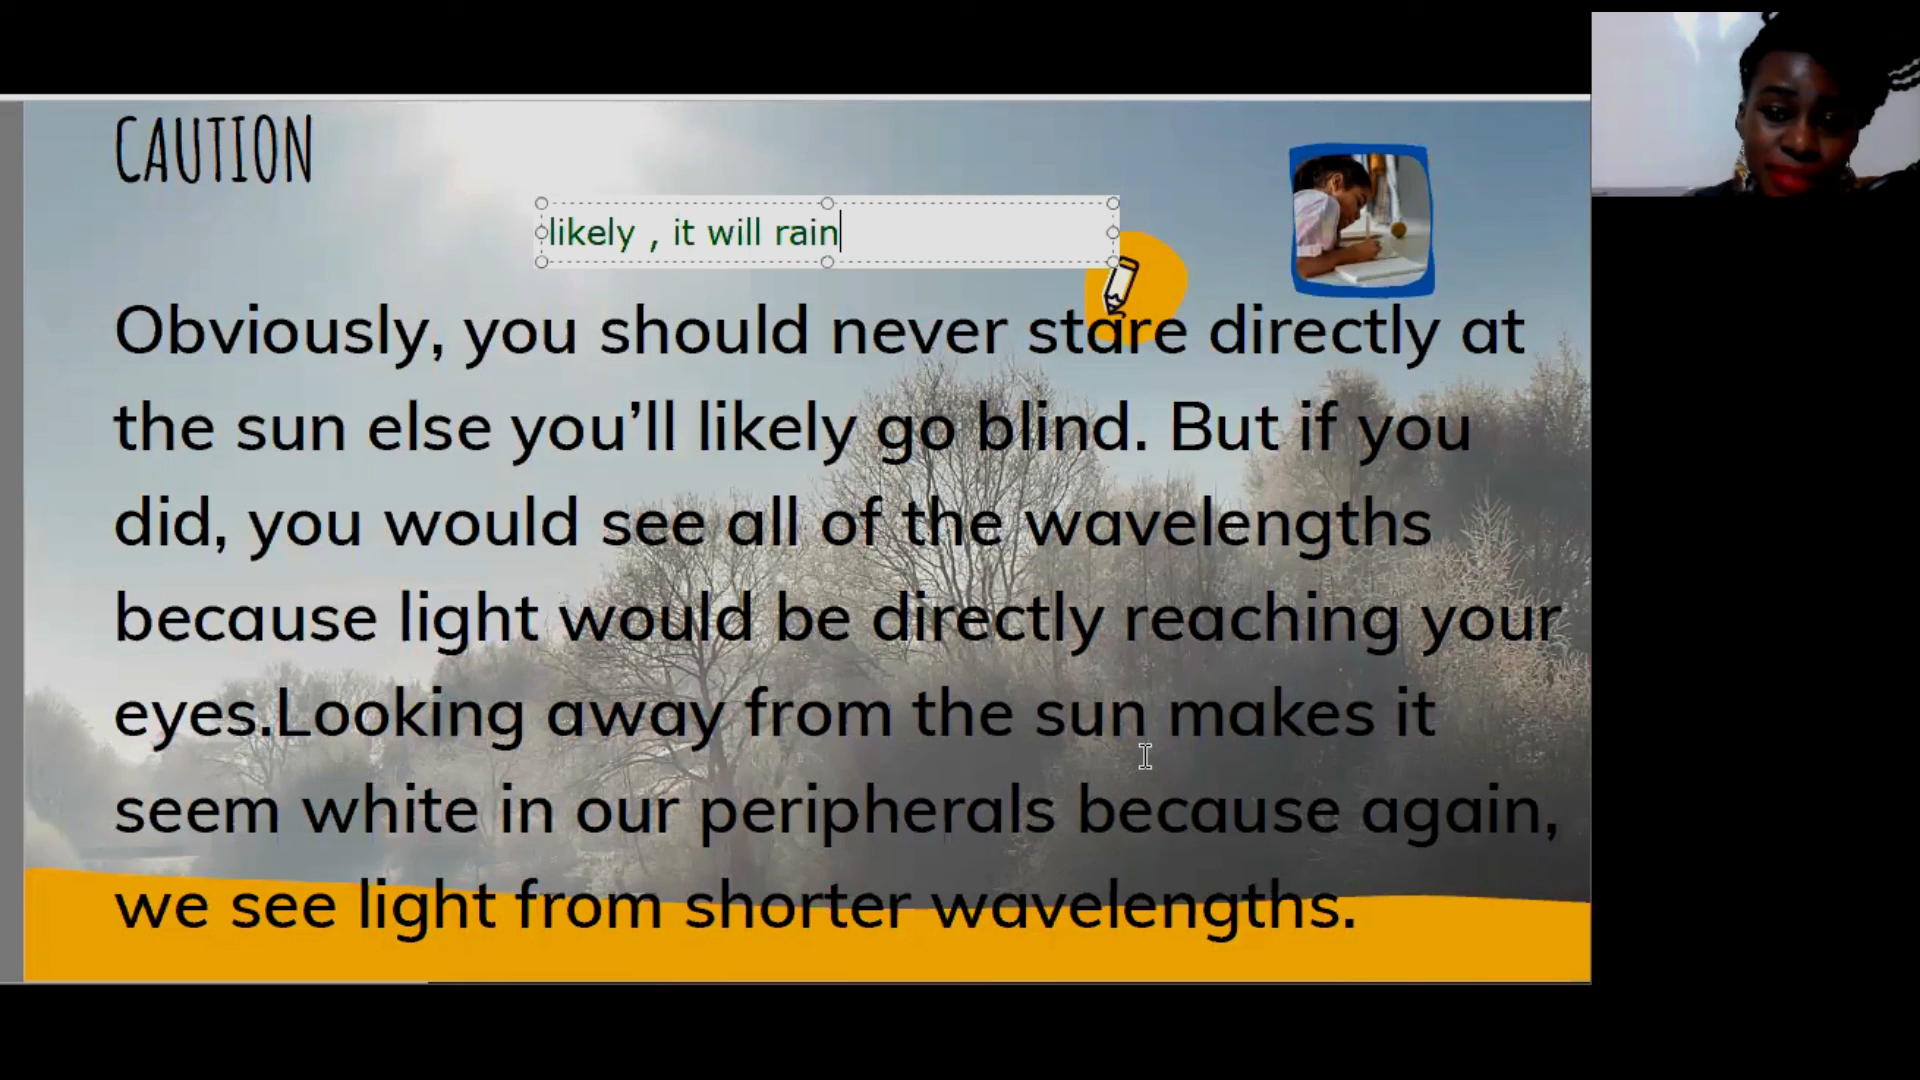 CAUTION
likely , it will rain
Obviously, you should never stare directly at
the sun else you’ll likely go blind. But if you
did, you would see all of the wavelengths
because light would be directly reaching your
eyes.Looking away from the sun makes it
seem white in our peripherals because again,
we see light from shorter wavelengths.